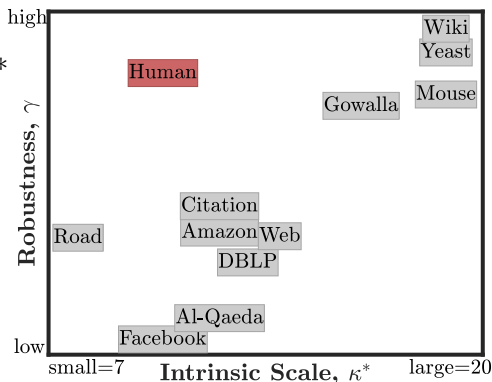 high
Wiki
Yeast
*
Human
Mouse
Gowalla
Robustness, γ
Citation
Amazon
Web
Road
DBLP
Al-Qaeda
Facebook
low
small=7
Intrinsic Scale, κ*
large=20